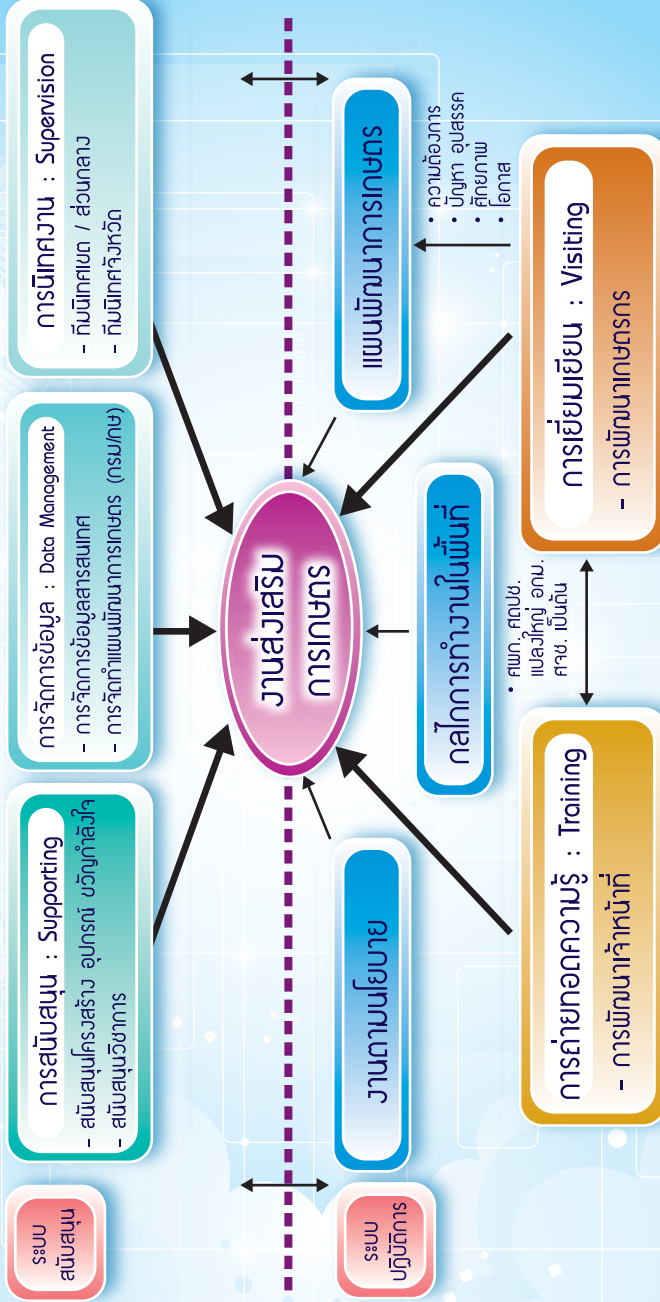 ระบบ
สนับสนุน
การสนับสนุน : Supporting
- สนับสนุนโครงสร้าง อุปกรณ์ ขวัญกำลังใจ
- สนับสนุนวิชาการ
การจัดการข้อมูล : Data Management
- การจัดการข้อมูลสารสนเทศ
- การจัดทำแผนพัฒนาการเกษตร (กรม/กษ)
การนิเทศงาน : Supervision
- ทีมนิเทศเขต / ส่วนกลาง
- ทีมนิเทศจังหวัด
งานส่งเสริม
การเกษตร
ระบบ
ปฏิบัติการ
งานตามนโยบาย
กลไกการทำงานในพื้นที่
• ศพก. ศดปช.
แปลงใหญ่ อกม.
ศจช. เป็นต้น
แผนพัฒนาการเกษตร
• ความต้องการ
• ปัญหา อุปสรรค
• ศักยภาพ
• โอกาส
การถ่ายทอดความรู้ : Training
- การพัฒนาเจ้าหน้าที่
การเยี่ยมเยียน : Visiting
- การพัฒนาเกษตรกร